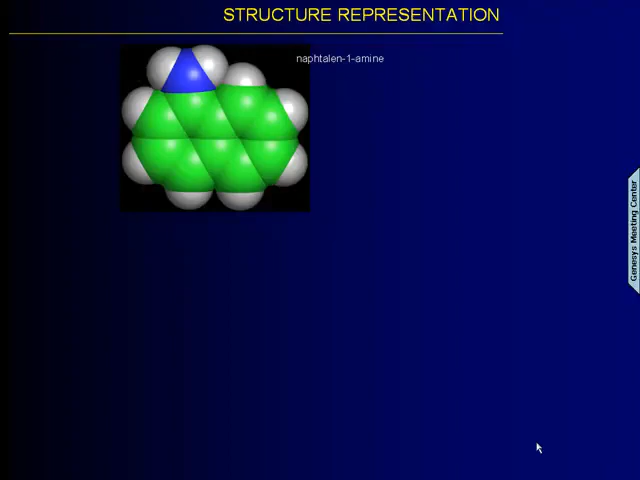 STRUCTURE REPRESENTATION
naphtalen-1-amine
Genesys Meeting Center